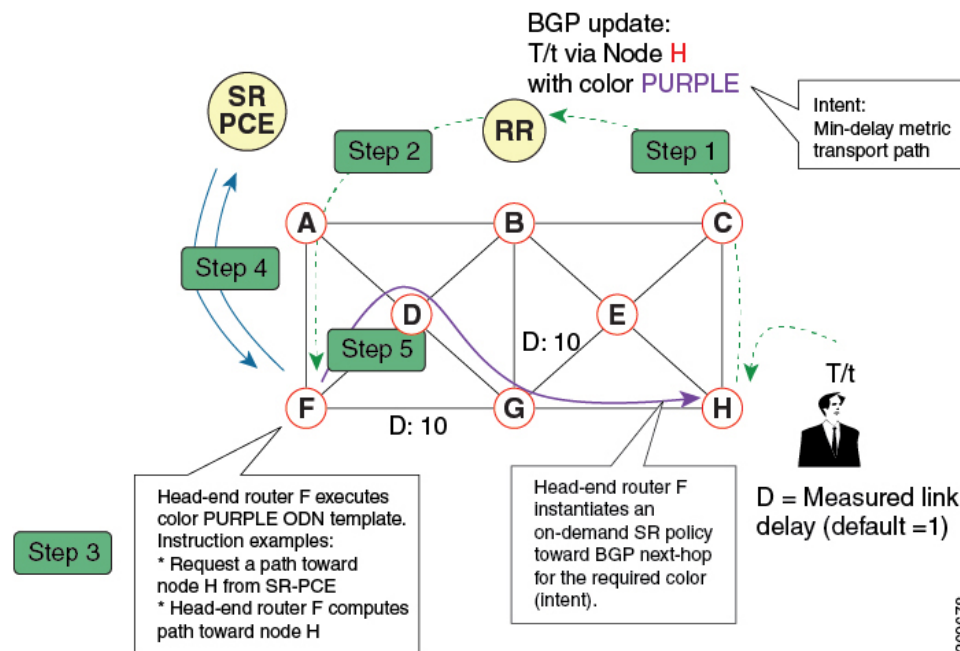 BGP update:
T/t via Node H
with color PURPLE
SR
PCE
RR
Intent:
Min-delay metric
transport path
Step 2
Step 1
A
B
C
Step 4
D
E
Step 5
D: 10
T/t
F
G
H
D: 10
Head-end router F executes
color PURPLE ODN template.
Instruction examples:
* Request a path toward
node H from SR-PCE
* Head-end router F computes
path toward node H
Head-end router F
instantiates an
on-demand SR policy
toward BGP next-hop
for the required color
(intent).
D = Measured link
delay (default =1)
Step 3